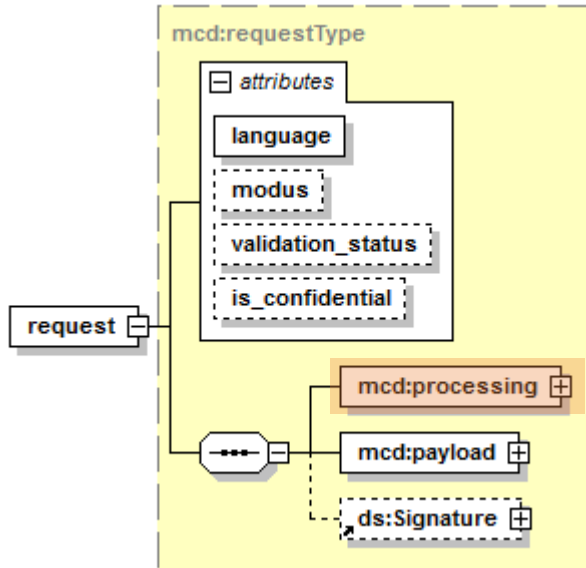 mcd:requestType
attributes
language
modus
validation_status
is_confidential
request
mcd:processing
mcd:payload
ds:Signature